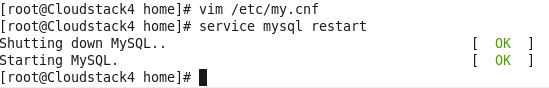 [root@Cloudstack4 home]# vim /etc/my.cnf
[root@Cloudstack4 home]# service mysql restart
Shutting down MySQL.. [ OK ]
Starting MySQL. [ OK ]
[root@Cloudstack4 home]#